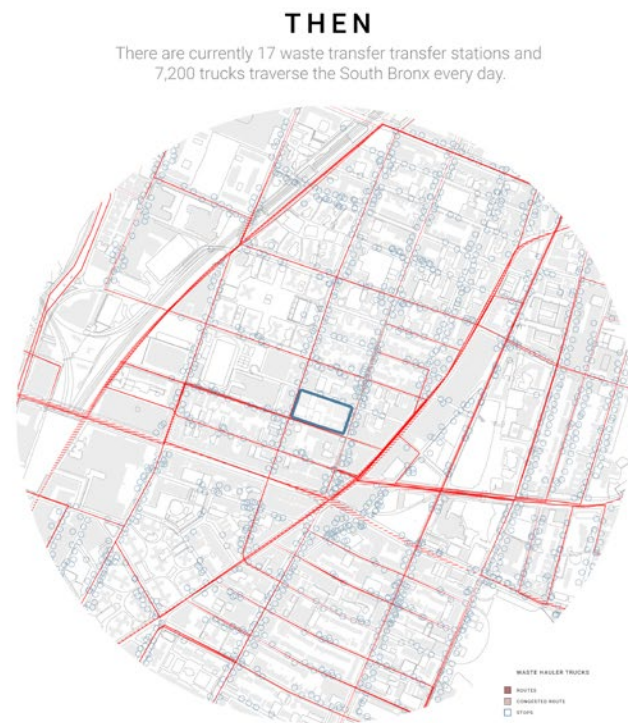 THEN
There are currently 17 waste transfer transfer stations and
7,200 trucks traverse the South Bronx every day.
WASTE HAULER TRUCKS
ROUTES
CONGESTED ROUTE
STOPS